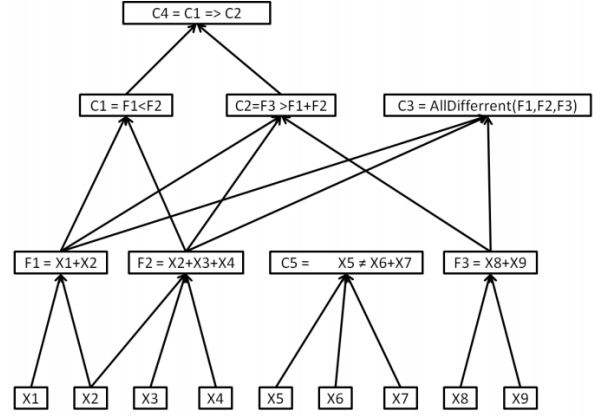 C4 = C1 => C2
C1 = F1<F2
C2=F3 >F1+F2
C3 = AllDifferrent(F1,F2,F3)
F1 = X1+X2
F2 = X2+X3+X4
C5 = X5 ≠ X6+X7
F3 = X8+X9
X1
X2
X3
X4
X5
X6
X7
X8
X9